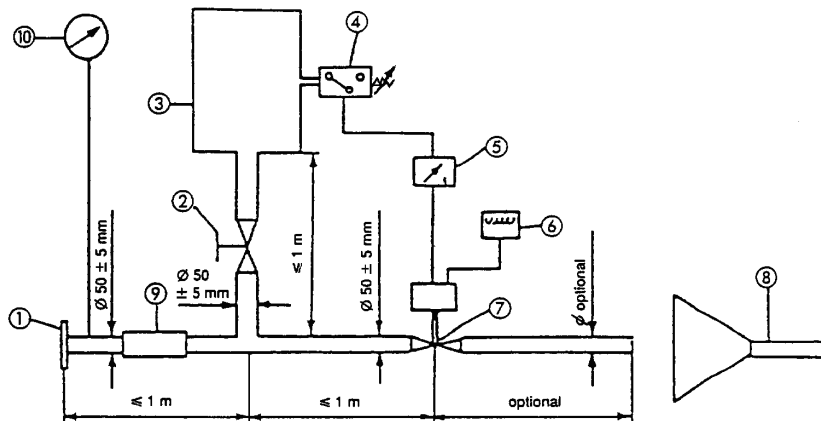 10
4
3
5
2
6
≤ 1 m
Ø 50 ± 5 mm
Ø 50
± 5 mm
Ø 50 ± 5 mm
Ø optional
1
9
7
8
≤ 1 m
≤ 1 m
optional